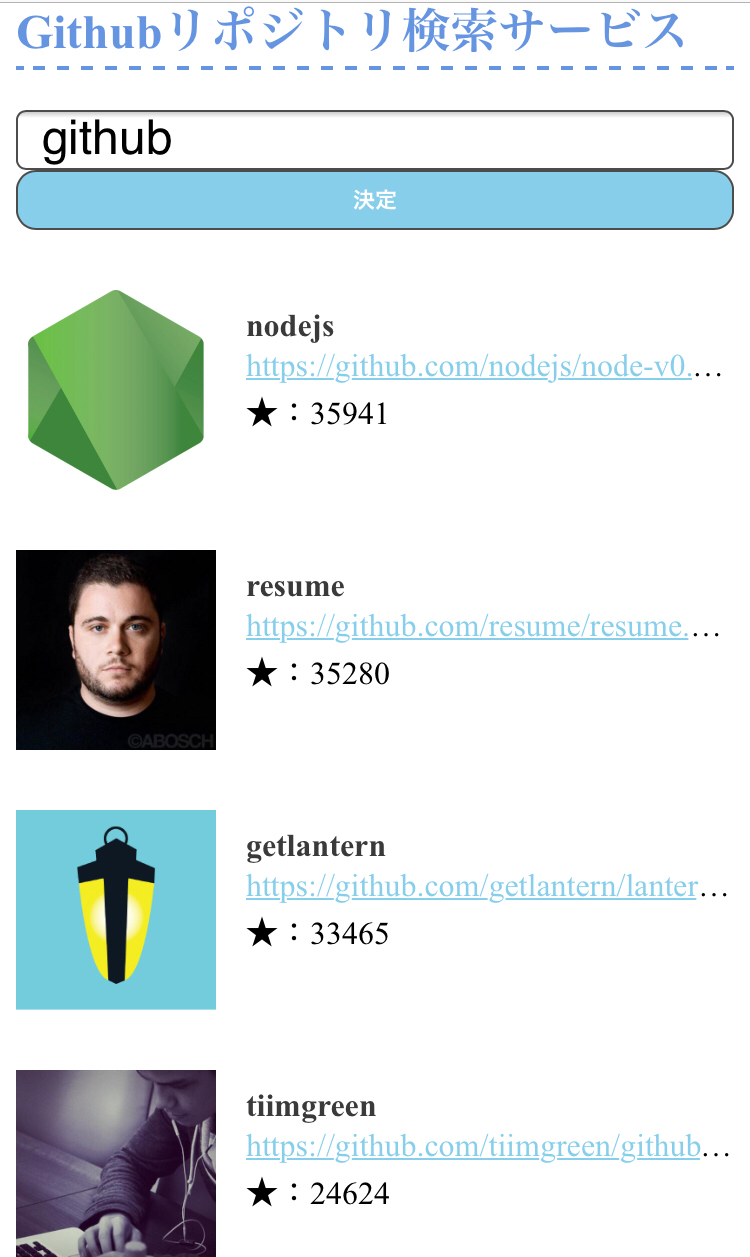 Githubリポジトリ検索サービス
github
決定
nodejs
https://github.com/nodejs/node-v0.…
★：35941
resume
https://github.com/resume/resume.…
★：35280
©ABOSCH
getlantern
https://github.com/getlantern/lanter…
★：33465
tiimgreen
https://github.com/tiimgreen/github…
★：24624